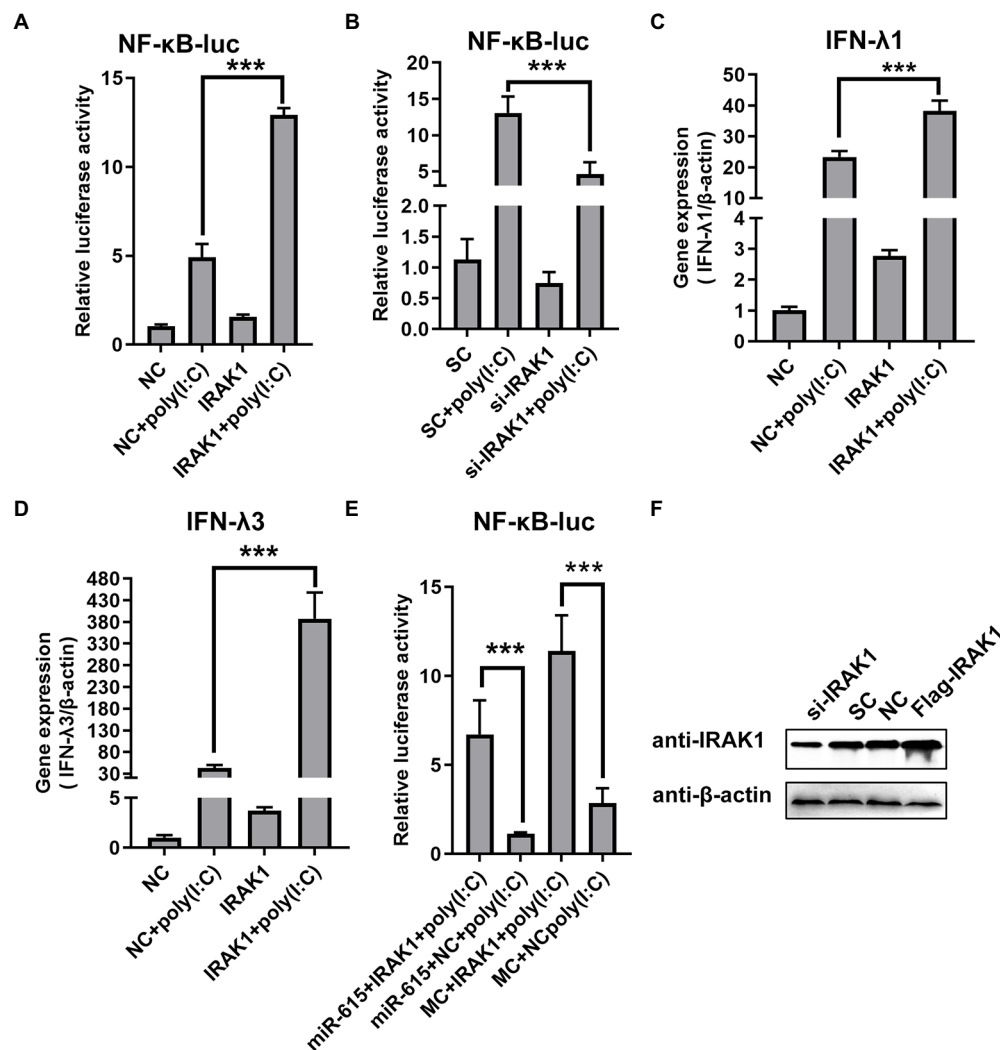 A
NF-κB-luc
***
Relative luciferase activity
15
10
5
0
NC
NC+poly(I:C)
IRAK1
IRAK1+poly(I:C)
B
NF-κB-luc
***
Relative luciferase activity
20
15
10
5
2.0
1.5
1.0
0.5
0.0
SC
SC+poly(I:C)
si-IRAK1
si-IRAK1+poly(I:C)
C
IFN-λ1
***
Gene expression
( IFN-λ1/β-actin)
50
40
30
20
10
4
3
2
1
0
NC
NC+poly(I:C)
IRAK1
IRAK1+poly(I:C)
D
IFN-λ3
***
Gene expression
( IFN-λ3/β-actin)
480
430
380
330
280
230
180
130
80
30
5
0
NC
NC+poly(I:C)
IRAK1
IRAK1+poly(I:C)
E
NF-κB-luc
***
***
Relative luciferase activity
15
10
5
0
miR-615+IRAK1+poly(I:C)
miR-615+NC+poly(I:C)
MC+IRAK1+poly(I:C)
MC+NCpoly(I:C)
F
si-IRAK1
SC
NC
Flag-IRAK1
anti-IRAK1
anti-β-actin